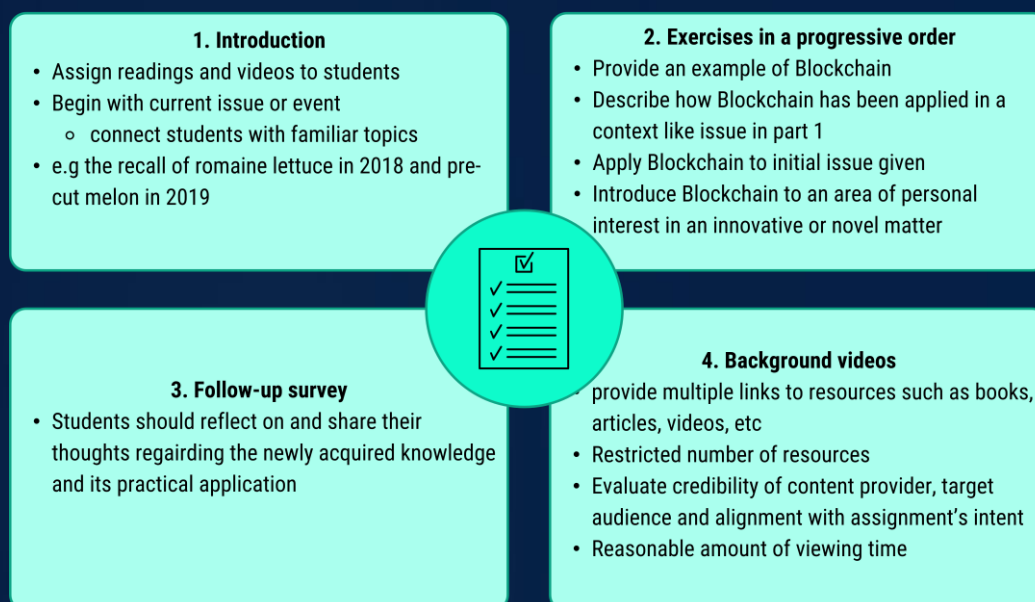 1. Introduction
• Assign readings and videos to students
• Begin with current issue or event
○ connect students with familiar topics
• e.g the recall of romaine lettuce in 2018 and pre-
cut melon in 2019
2. Exercises in a progressive order
• Provide an example of Blockchain
• Describe how Blockchain has been applied in a
context like issue in part 1
• Apply Blockchain to initial issue given
• Introduce Blockchain to an area of personal
interest in an innovative or novel matter
3. Follow-up survey
• Students should reflect on and share their
thoughts regairding the newly acquired knowledge
and its practical application
4. Background videos
• provide multiple links to resources such as books,
articles, videos, etc
• Restricted number of resources
• Evaluate credibility of content provider, target
audience and alignment with assignment's intent
• Reasonable amount of viewing time